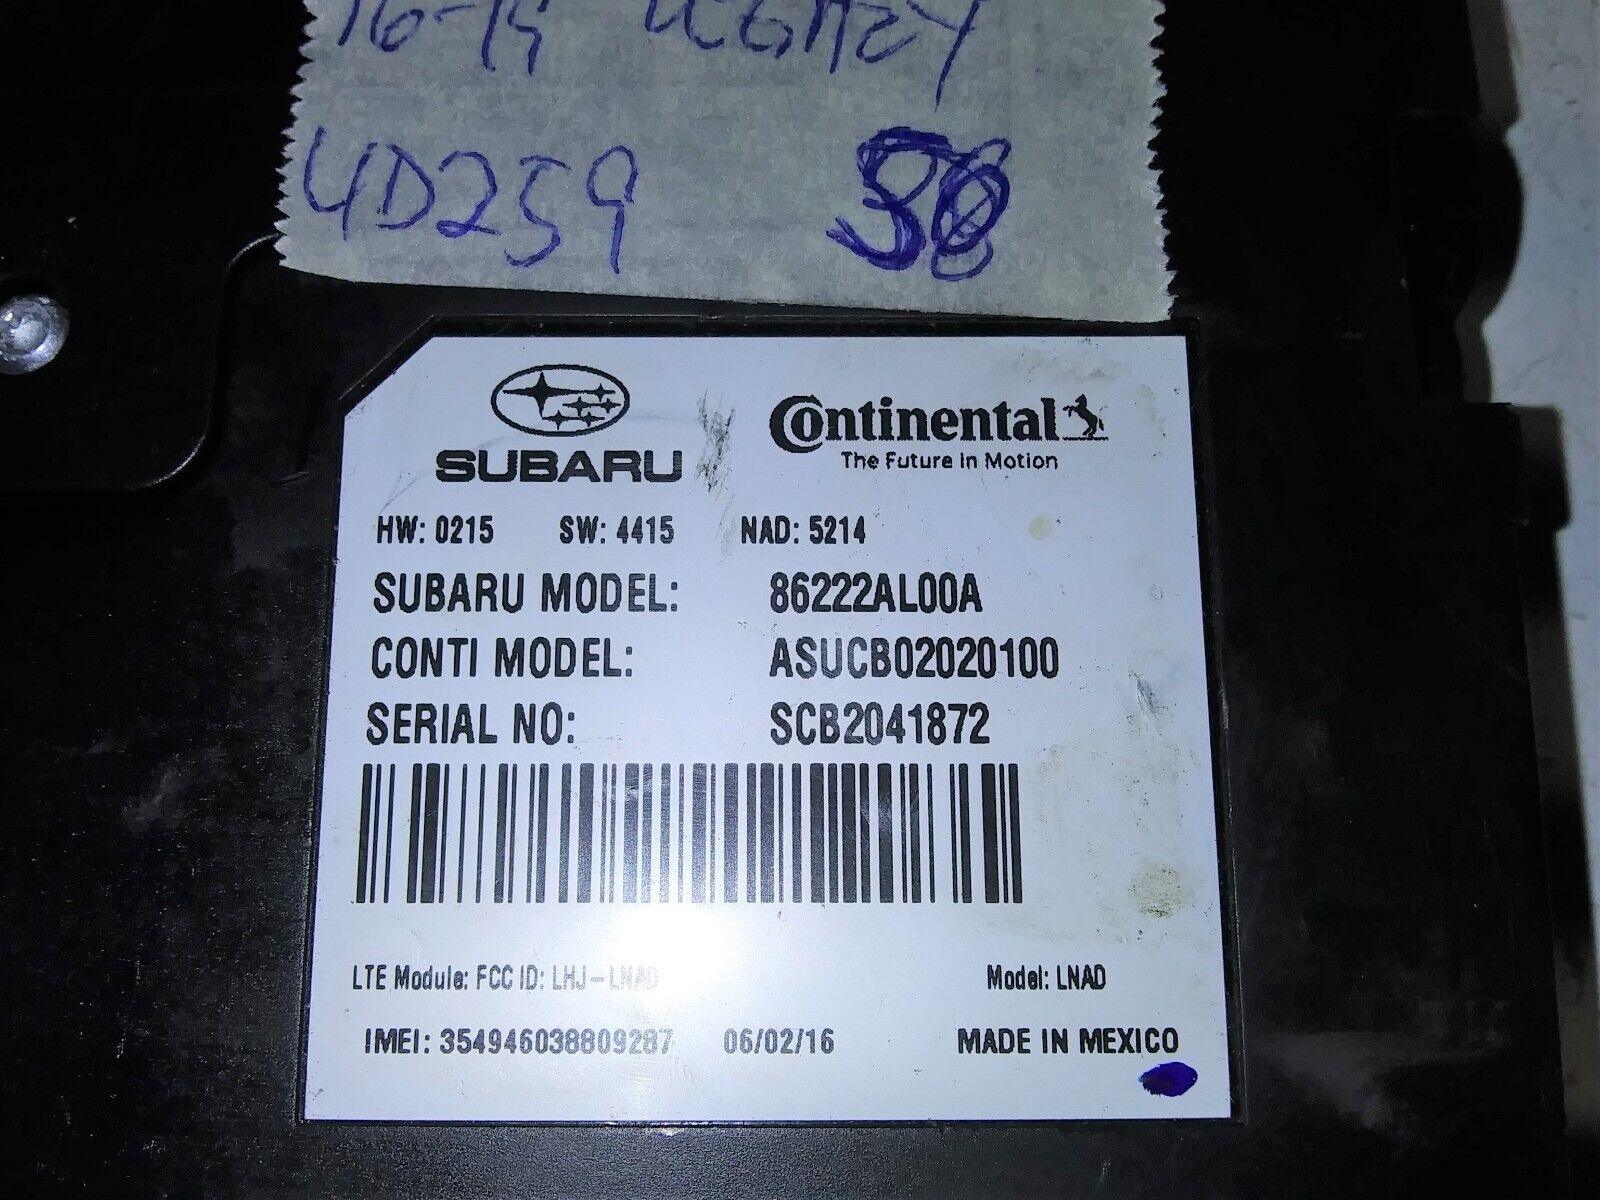 16-19 LEGACY
4D259
SUBARU
Continental
The Future in Motion
HW: 0215 SW: 4415 NAD: 5214
SUBARU MODEL: 86222AL00A
CONTI MODEL: ASUCB02020100
SERIAL NO: SCB2041872
LTE Module: FCC ID: LHJ-LNAD Model: LNAD
IMEI: 354946038809287 06/02/16 MADE IN MEXICO